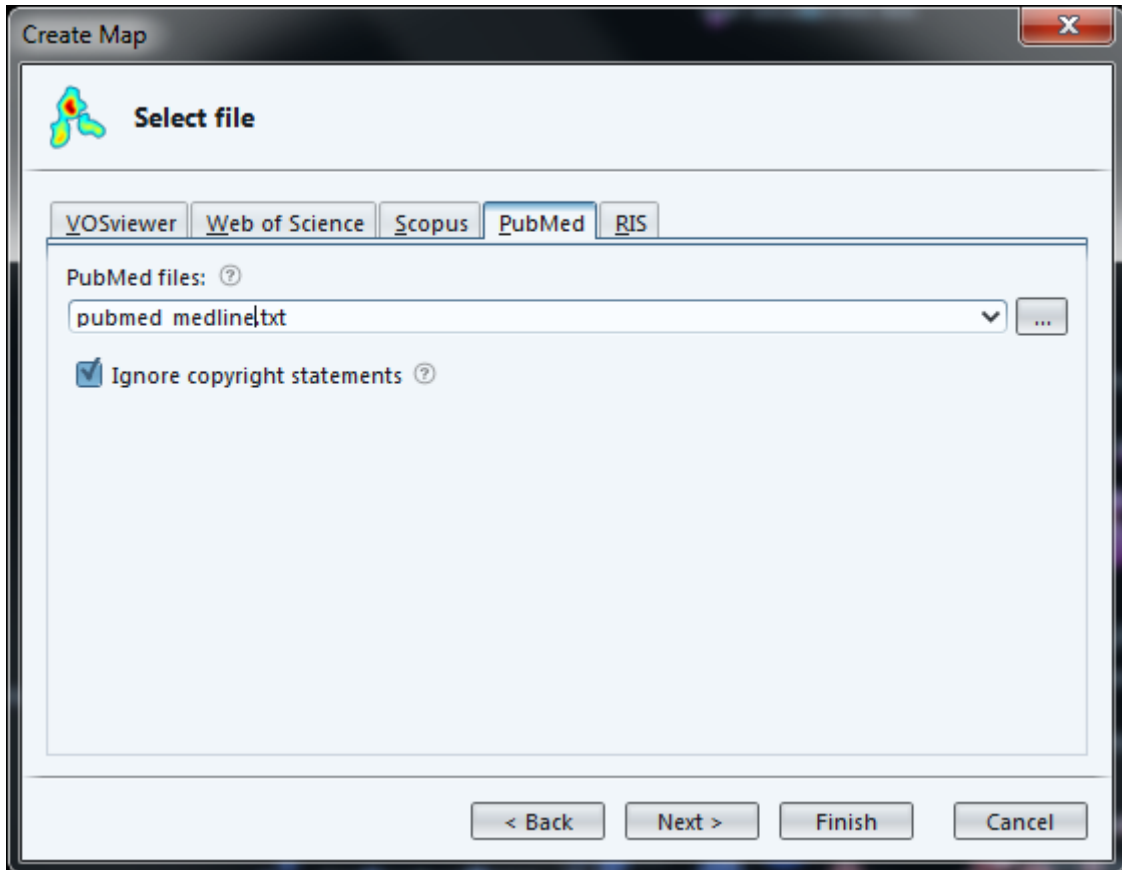 Create Map
Select file
VOSviewer Web of Science Scopus PubMed RIS
PubMed files: ?
pubmed_medline.txt ...
Ignore copyright statements ?
< Back Next > Finish Cancel